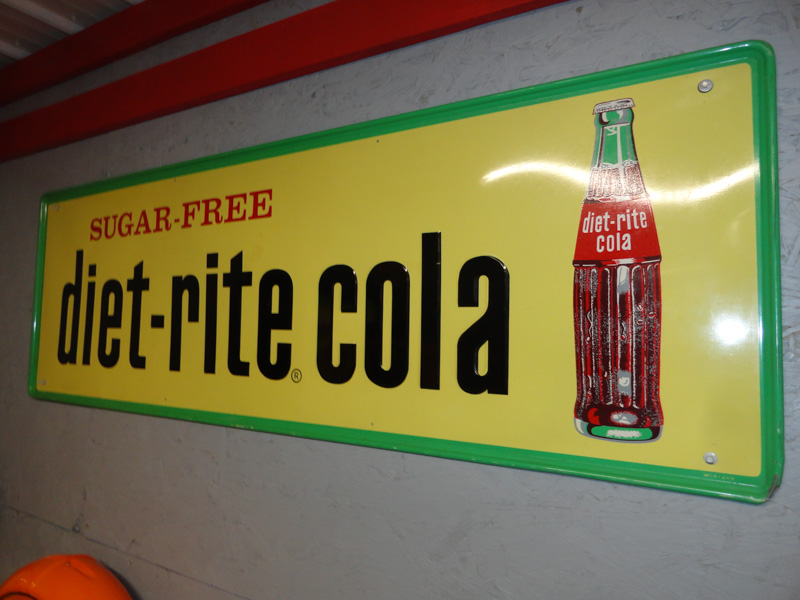 SUGAR-FREE
diet-rite cola
®
diet-rite
cola